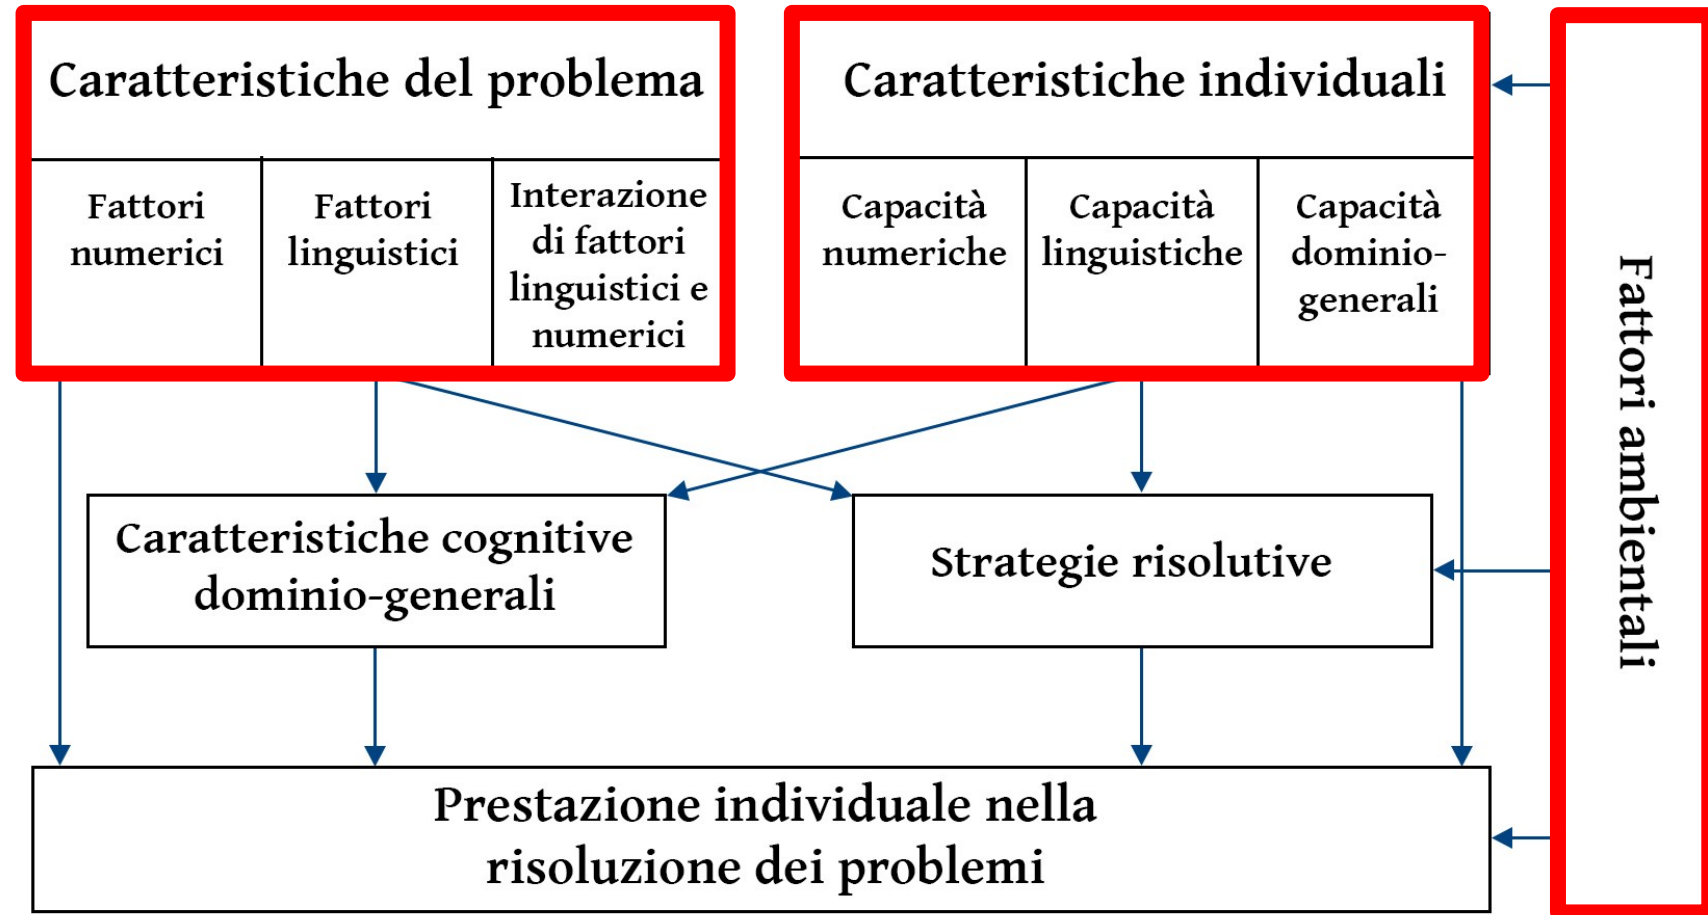 Caratteristiche del problema
Fattori
numerici
Fattori
linguistici
Interazione
di fattori
linguistici e
numerici
Caratteristiche individuali
Capacità
numeriche
Capacità
linguistiche
Capacità
dominio-
generali
Fattori ambientali
Caratteristiche cognitive
dominio-generali
Strategie risolutive
Prestazione individuale nella
risoluzione dei problemi